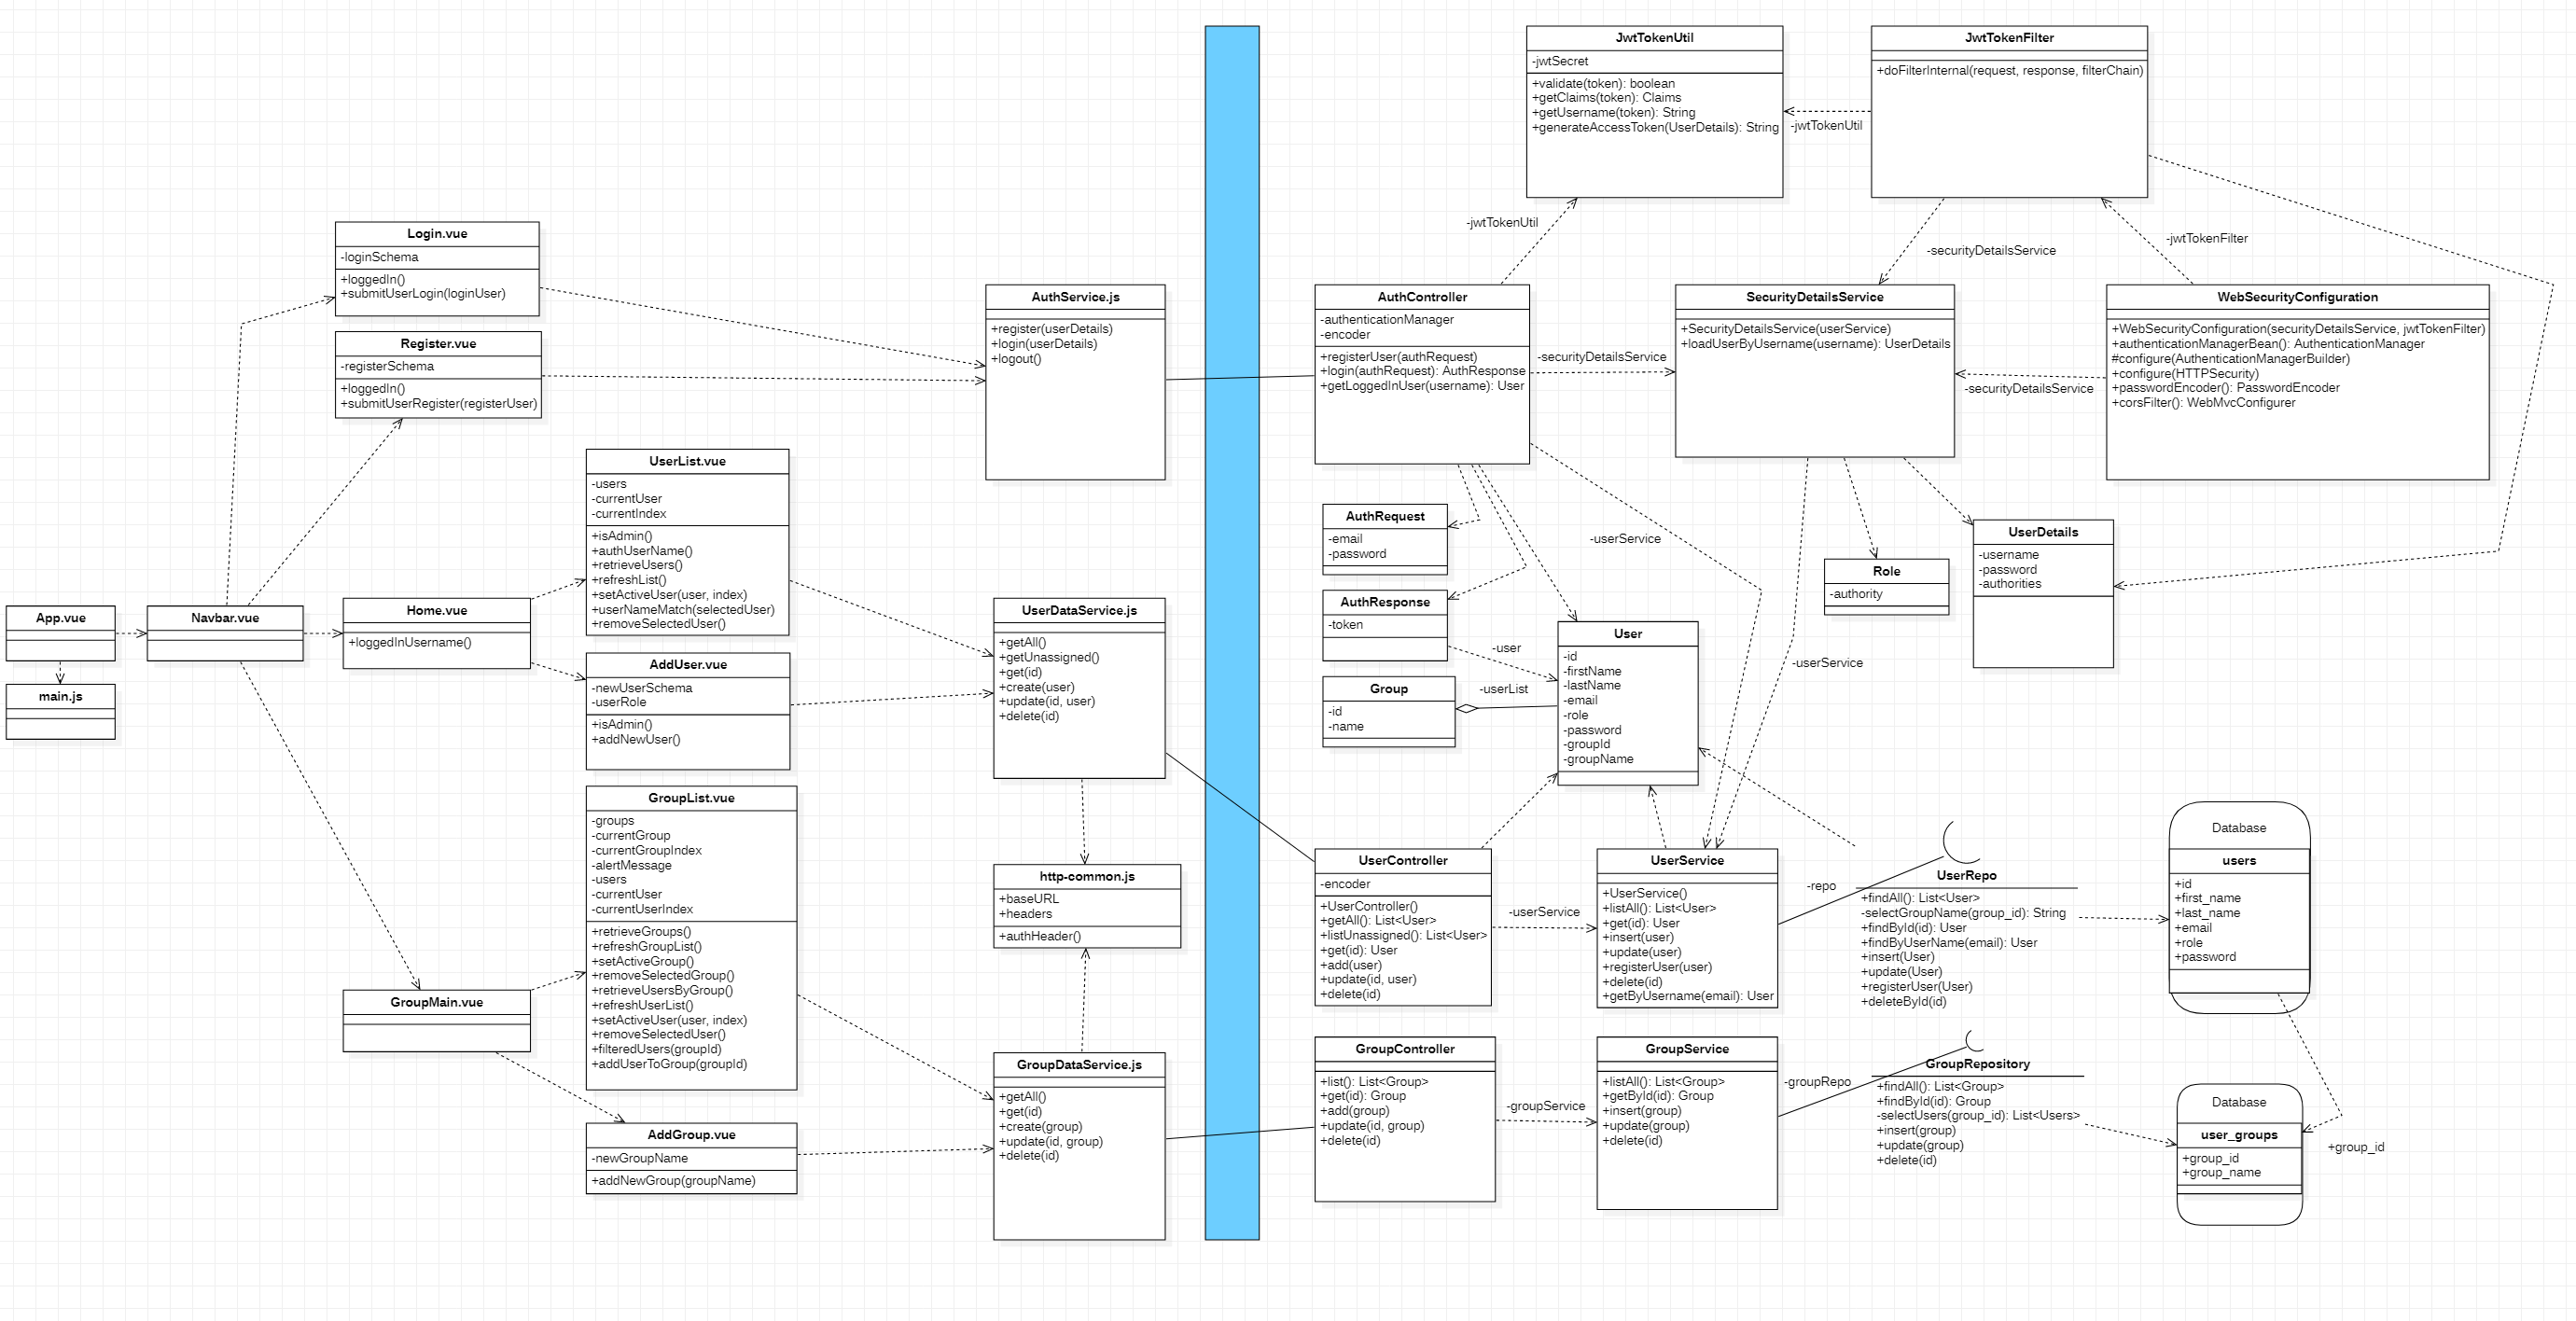 App.vue
main.js
Navbar.vue
Login.vue
-loginSchema
+loggedIn()
+submitUserLogin(loginUser)
Register.vue
-registerSchema
+loggedIn()
+submitUserRegister(registerUser)
Home.vue
+loggedInUsername()
GroupMain.vue
UserList.vue
-users
-currentUser
-currentIndex
+isAdmin()
+authUserName()
+retrieveUsers()
+refreshList()
+setActiveUser(user, index)
+userNameMatch(selectedUser)
+removeSelectedUser()
AddUser.vue
-newUserSchema
-userRole
+isAdmin()
+addNewUser()
GroupList.vue
-groups
-currentGroup
-currentGroupIndex
-alertMessage
-users
-currentUser
-currentUserIndex
+retrieveGroups()
+refreshGroupList()
+setActiveGroup()
+removeSelectedGroup()
+retrieveUsersByGroup()
+refreshUserList()
+setActiveUser(user, index)
+removeSelectedUser()
+filteredUsers(groupId)
+addUserToGroup(groupId)
AddGroup.vue
-newGroupName
+addNewGroup(groupName)
AuthService.js
+register(userDetails)
+login(userDetails)
+logout()
UserDataService.js
+getAll()
+getUnassigned()
+get(id)
+create(user)
+update(id, user)
+delete(id)
http-common.js
+baseURL
+headers
+authHeader()
GroupDataService.js
+getAll()
+get(id)
+create(group)
+update(id, group)
+delete(id)
JwtTokenUtil
-jwtSecret
+validate(token): boolean
+getClaims(token): Claims
+getUsername(token): String
+generateAccessToken(UserDetails): String
-jwtTokenUtil
JwtTokenFilter
+doFilterInternal(request, response, filterChain)
-jwtTokenUtil
-securityDetailsService
-jwtTokenFilter
AuthController
-authenticationManager
-encoder
+registerUser(authRequest)
+login(authRequest): AuthResponse
+getLoggedInUser(username): User
-securityDetailsService
SecurityDetailsService
+SecurityDetailsService(userService)
+loadUserByUsername(username): UserDetails
-securityDetailsService
WebSecurityConfiguration
+WebSecurityConfiguration(securityDetailsService, jwtTokenFilter)
+authenticationManagerBean(): AuthenticationManager
#configure(AuthenticationManagerBuilder)
+configure(HTTPSecurity)
+passwordEncoder(): PasswordEncoder
+corsFilter(): WebMvcConfigurer
AuthRequest
-email
-password
-userService
AuthResponse
-token
-user
Group
-id
-name
-userList
User
-id
-firstName
-lastName
-email
-role
-password
-groupId
-groupName
Role
-authority
UserDetails
-username
-password
-authorities
-userService
UserController
-encoder
+UserController()
+getAll(): List<User>
+listUnassigned(): List<User>
+get(id): User
+add(user)
+update(id, user)
+delete(id)
-userService
UserService
+UserService()
+listAll(): List<User>
+get(id): User
+insert(user)
+update(user)
+registerUser(user)
+delete(id)
+getByUsername(email): User
-repo
UserRepo
+findAll(): List<User>
-selectGroupName(group_id): String
+findById(id): User
+findByUserName(email): User
+insert(User)
+update(User)
+registerUser(User)
+deleteById(id)
Database
users
+id
+first_name
+last_name
+email
+role
+password
GroupController
+list(): List<Group>
+get(id): Group
+add(group)
+update(id, group)
+delete(id)
-groupService
GroupService
+listAll(): List<Group>
+getById(id): Group
+insert(group)
+update(group)
+delete(id)
-groupRepo
GroupRepository
+findAll(): List<Group>
+findById(id): Group
-selectUsers(group_id): List<Users>
+insert(group)
+update(group)
+delete(id)
Database
user_groups
+group_id
+group_name
+group_id